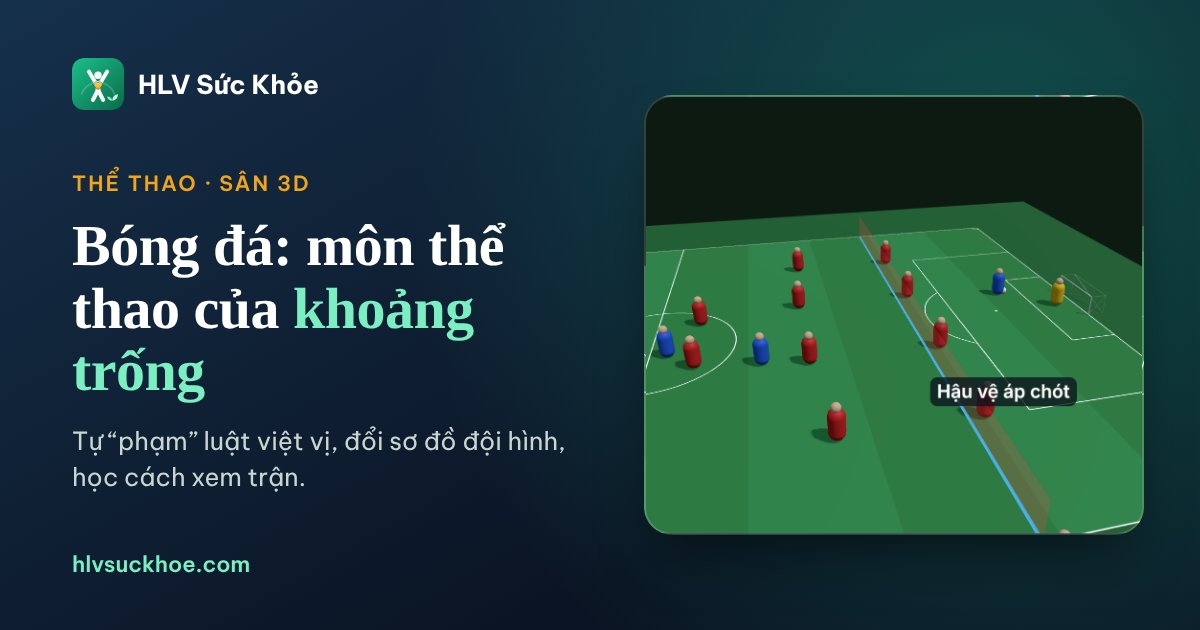 HLV Sức Khỏe
THỂ THAO · SÂN 3D
Bóng đá: môn thể
thao của khoảng
trống
Tự “phạm” luật việt vị, đổi sơ đồ đội hình,
học cách xem trận.
hlvsuckhoe.com
Hậu vệ áp chót